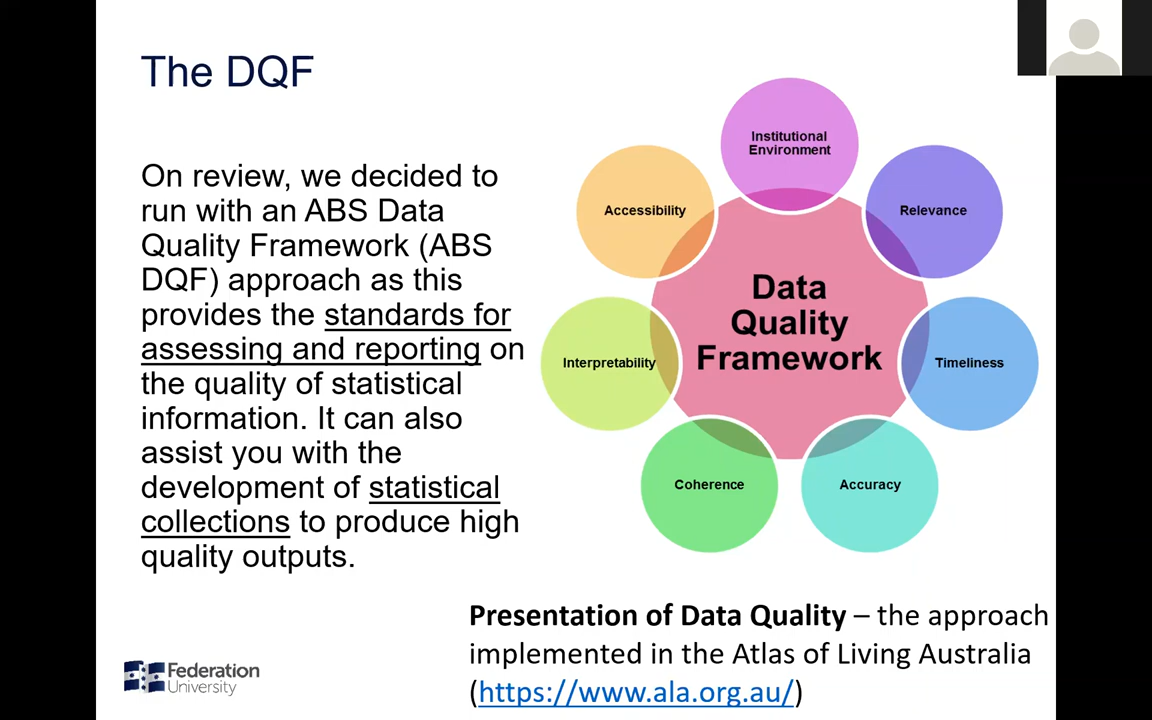 The DQF
On review, we decided to
run with an ABS Data
Quality Framework (ABS
DQF) approach as this
provides the standards for
assessing and reporting on
the quality of statistical
information. It can also
assist you with the
development of statistical
collections to produce high
quality outputs.
Institutional
Environment
Accessibility
Relevance
Data
Quality
Framework
Interpretability
Timeliness
Coherence
Accuracy
Presentation of Data Quality – the approach
implemented in the Atlas of Living Australia
(https://www.ala.org.au/)
Federation
University